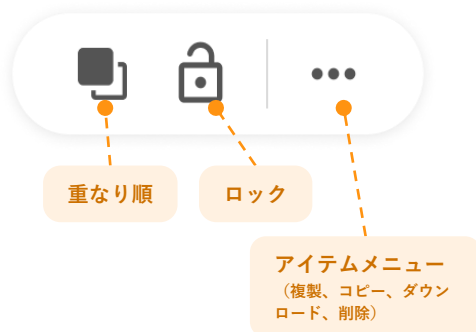 重なり順
ロック
アイテムメニュー
（複製、コピー、ダウン
ロード、削除）